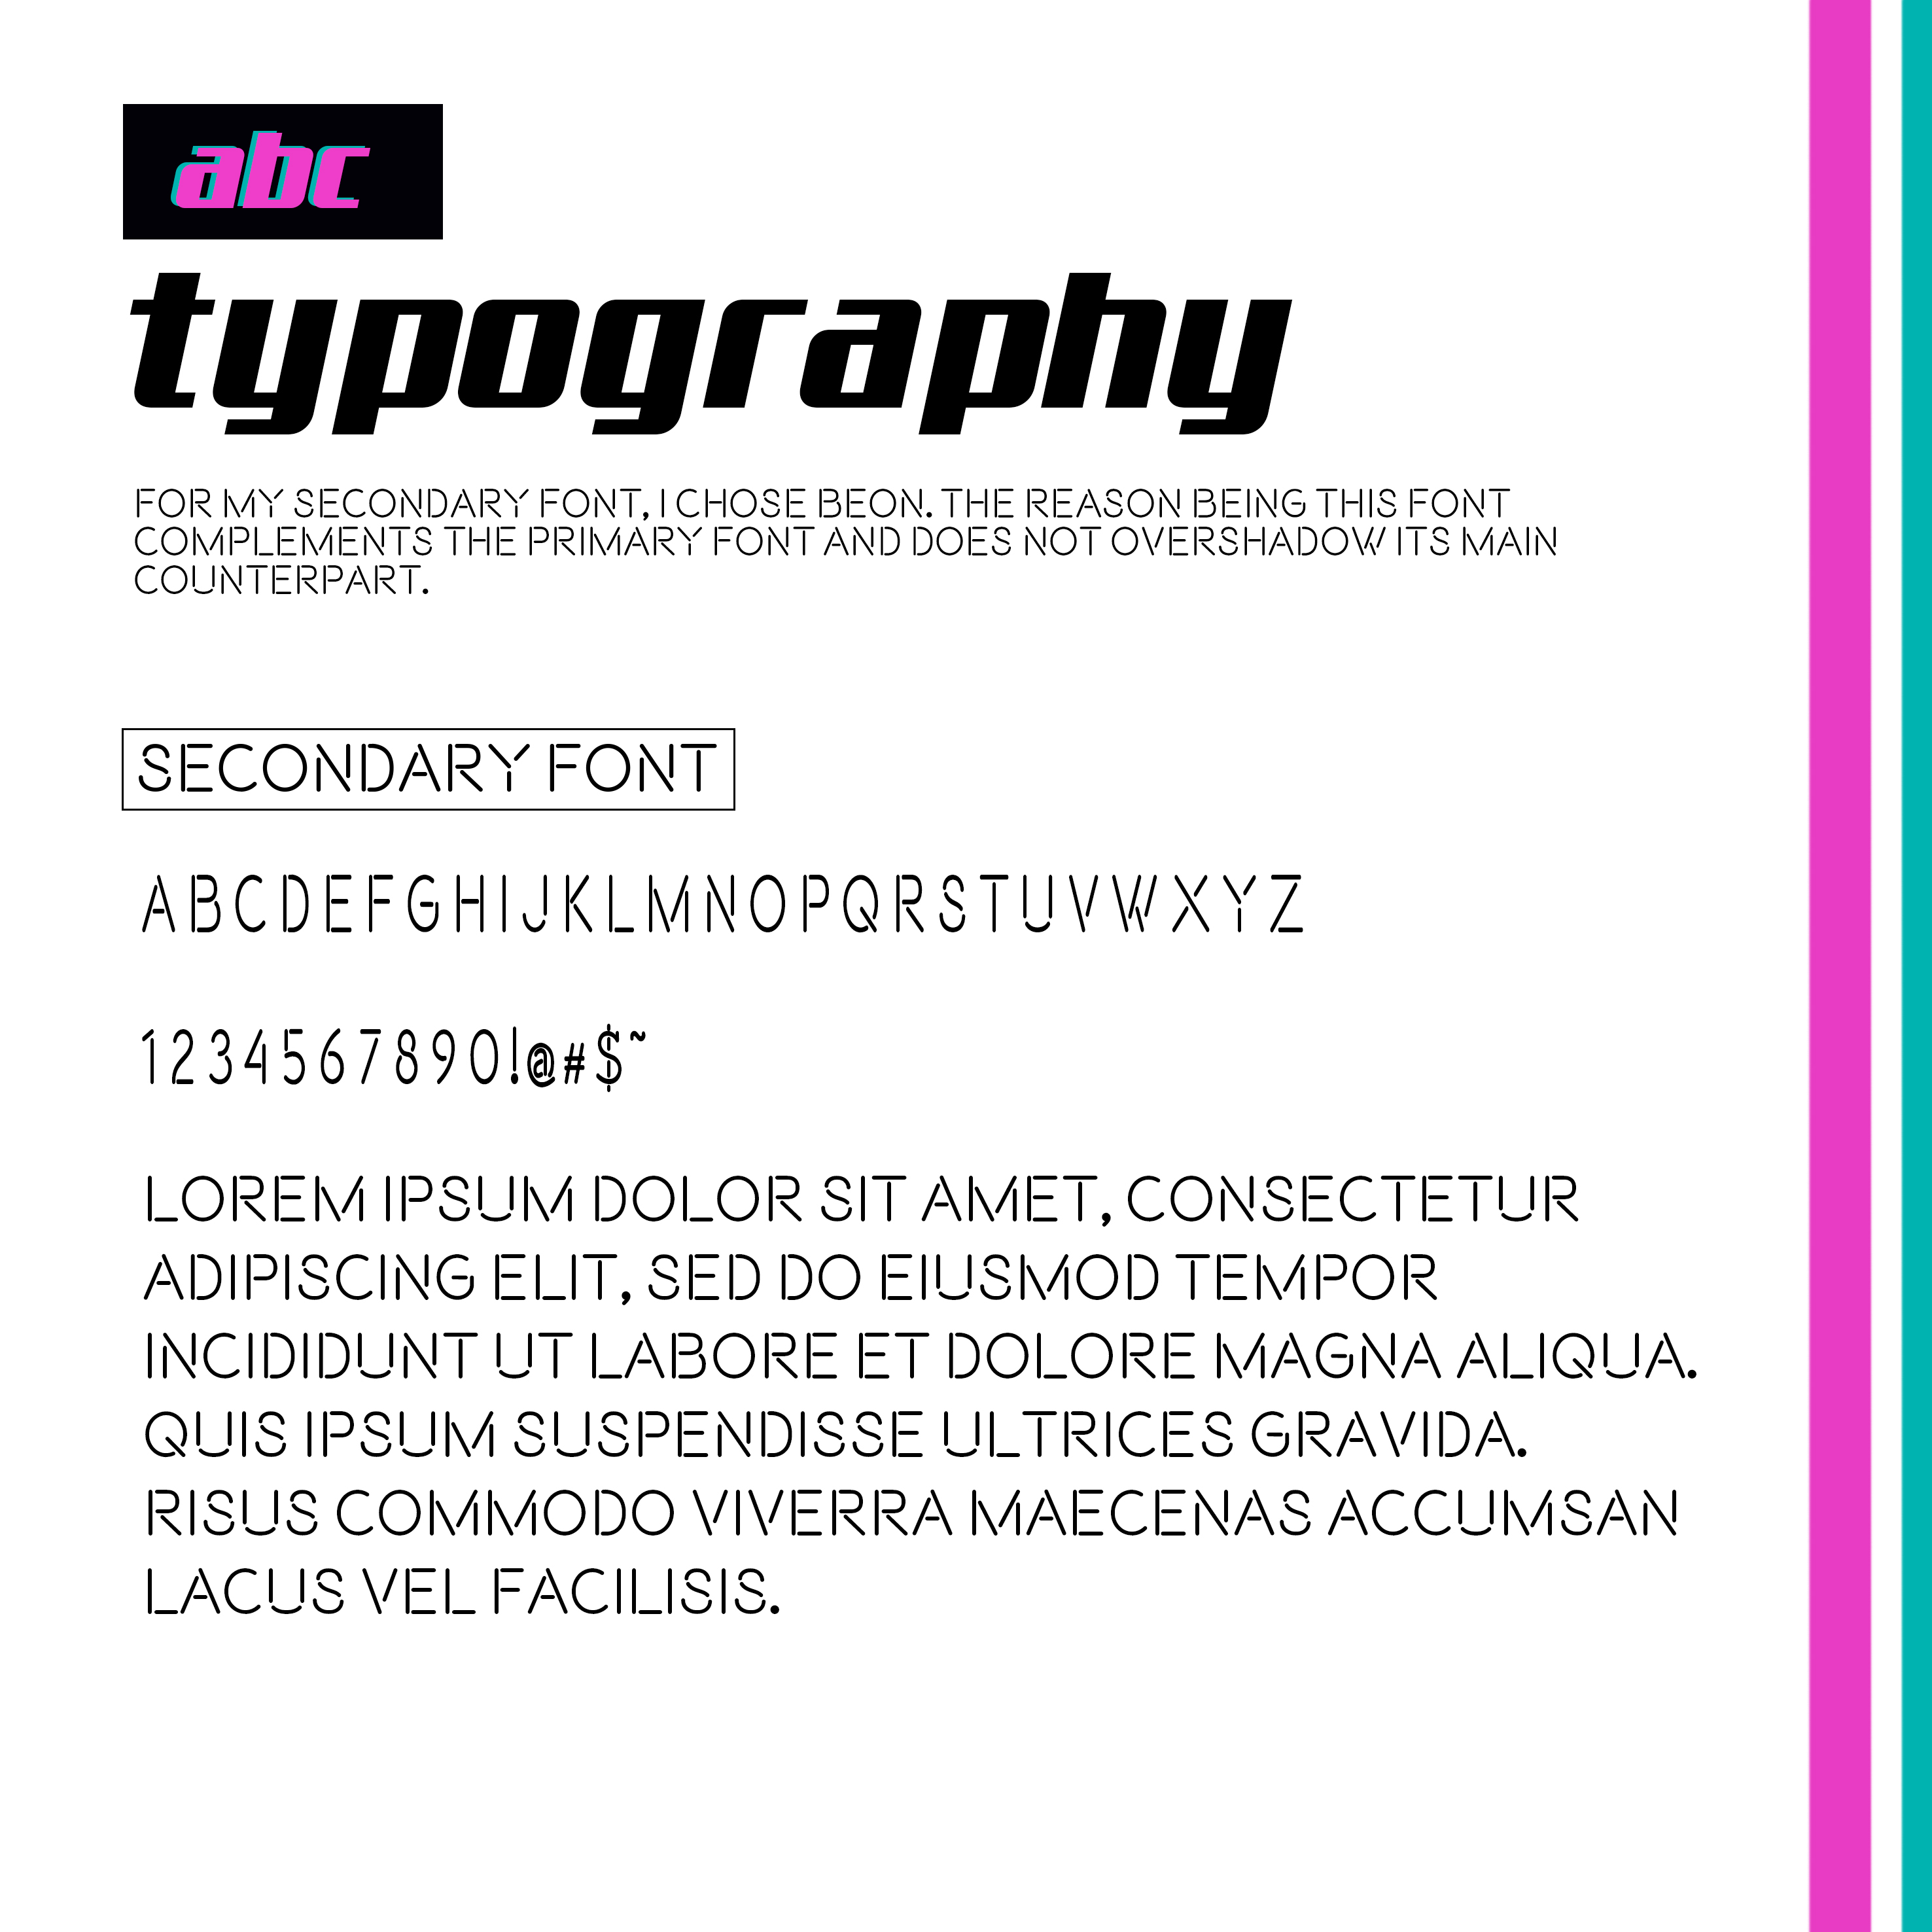 abc
typography
FOR MY SECONDARY FONT, I CHOSE BEON. THE REASON BEING THIS FONT
COMPLEMENTS THE PRIMARY FONT AND DOES NOT OVERSHADOW ITS MAIN
COUNTERPART.
SECONDARY FONT
ABCDEFGHIJKLMNOPQRSTUVWXYZ
1234567890!@#$~
LOREM IPSUM DOLOR SIT AMET, CONSECTETUR
ADIPISCING ELIT, SED DO EIUSMOD TEMPOR
INCIDIDUNT UT LABORE ET DOLORE MAGNA ALIQUA.
QUIS IPSUM SUSPENDISSE ULTRICES GRAVIDA.
RISUS COMMODO VIVERRA MAECENAS ACCUMSAN
LACUS VEL FACILISIS.